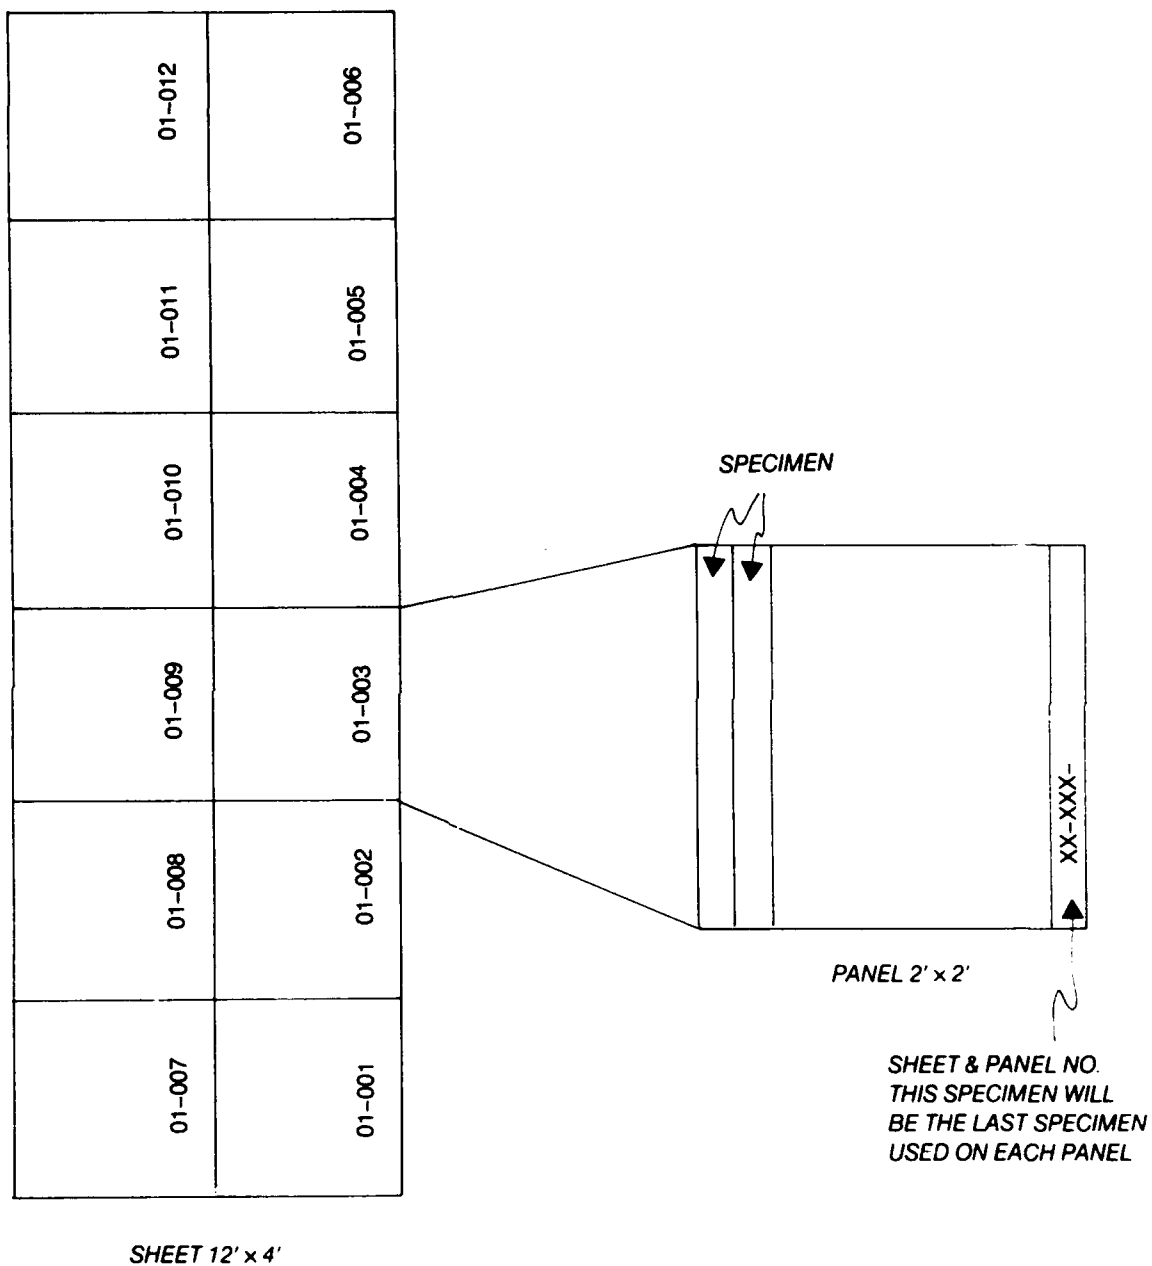 01-012
01-006
01-011
01-005
01-010
01-004
01-009
01-003
01-008
01-002
01-007
01-001
SHEET 12' x 4'
SPECIMEN
XX-XXX-
PANEL 2' x 2'
SHEET & PANEL NO.
THIS SPECIMEN WILL
BE THE LAST SPECIMEN
USED ON EACH PANEL